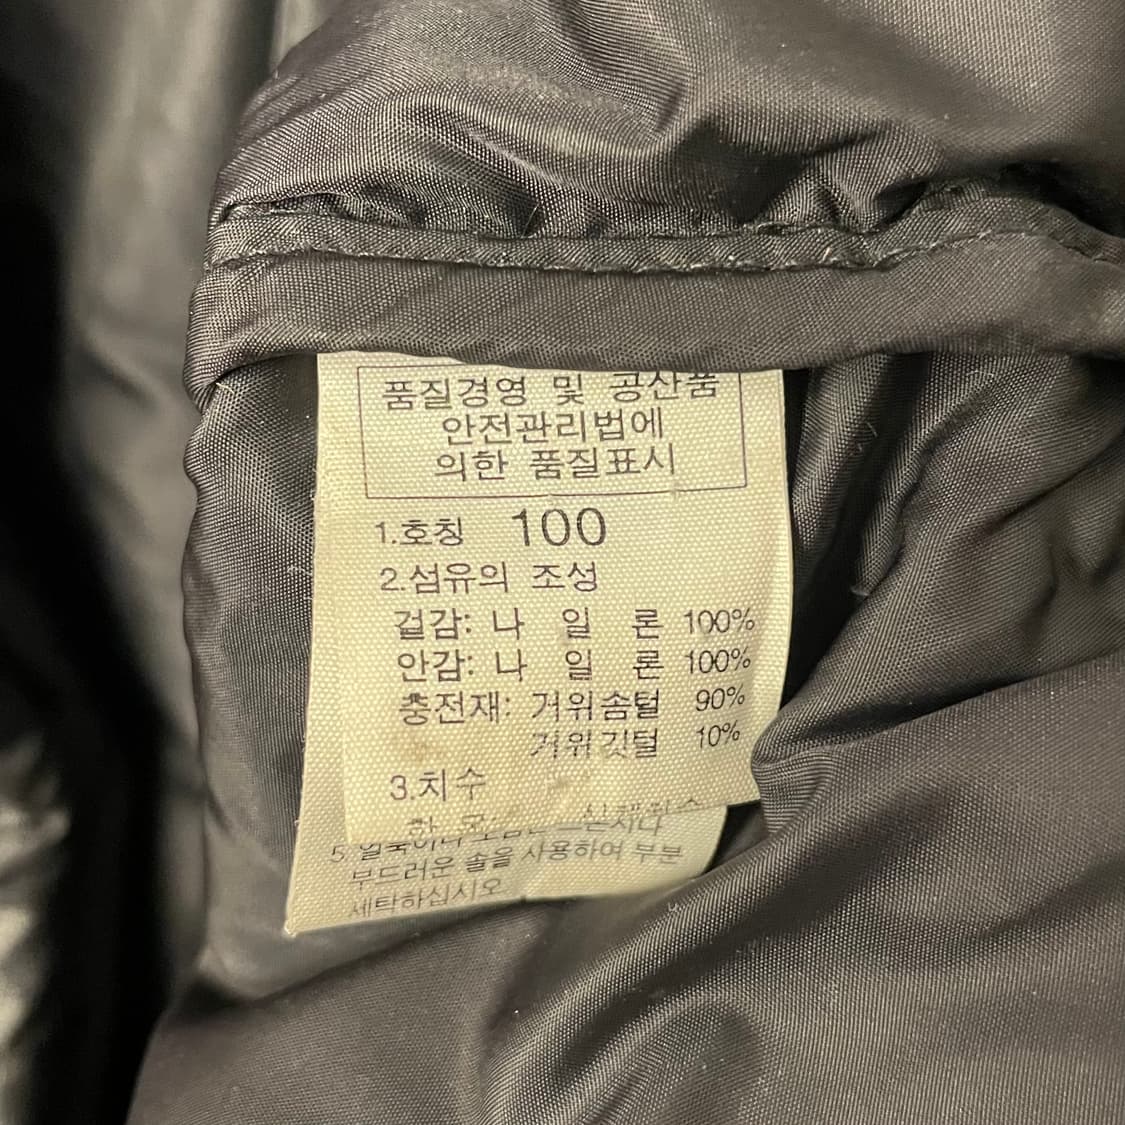 품질경영 및 공산품
안전관리법에
의한 품질표시
1.호칭 100
2.섬유의 조성
겉감: 나 일 론 100%
안감: 나 일 론 100%
충전재: 거위솜털 90%
거위깃털 10%
3.치수
5.
부드러운 솔을 사용하여 부분
세탁하십시오